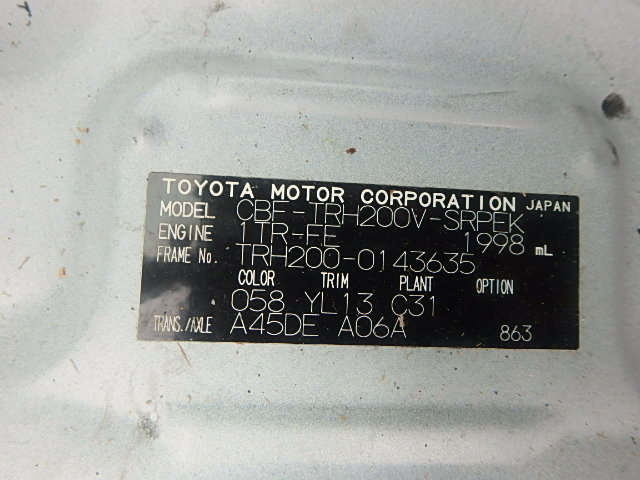 TOYOTA MOTOR CORPORATION JAPAN
MODEL CBF-TRH200V-SRPEK
ENGINE 1TR-FE 1998 mL
FRAME No. TRH200-0143635
COLOR TRIM PLANT OPTION
058 YL13 C31
TRANS./AXLE A45DE A06A 863